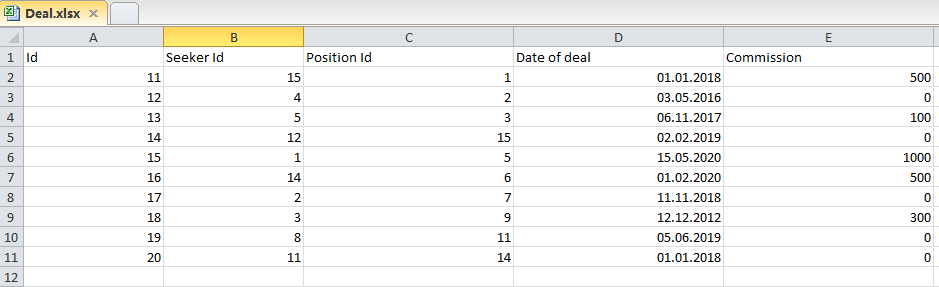 Deal.xlsx
A B C D E
1 Id Seeker Id Position Id Date of deal Commission
2 11 15 1 01.01.2018 500
3 12 4 2 03.05.2016 0
4 13 5 3 06.11.2017 100
5 14 12 15 02.02.2019 0
6 15 1 5 15.05.2020 1000
7 16 14 6 01.02.2020 500
8 17 2 7 11.11.2018 0
9 18 3 9 12.12.2012 300
10 19 8 11 05.06.2019 0
11 20 11 14 01.01.2018 0
12